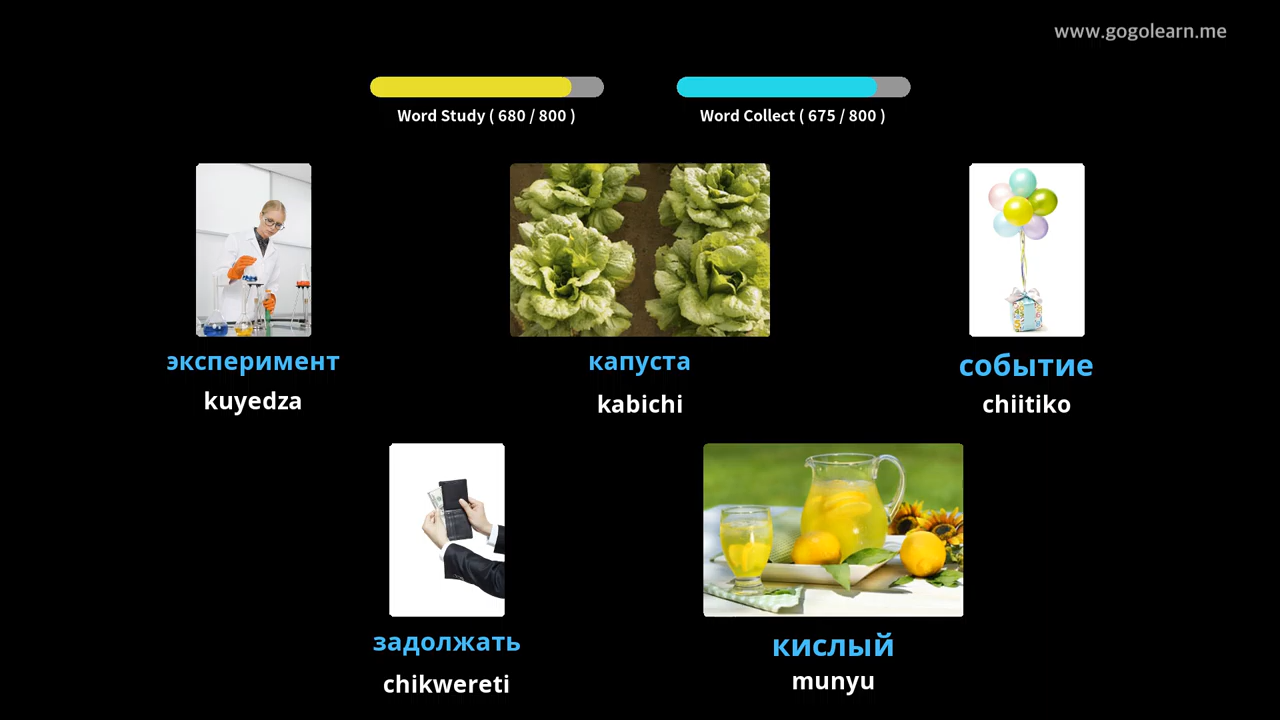 www.gogolearn.me
Word Study ( 680 / 800 )
Word Collect ( 675 / 800 )
эксперимент
kuyedza
капуста
kabichi
событие
chiitiko
задолжать
chikwereti
кислый
munyu